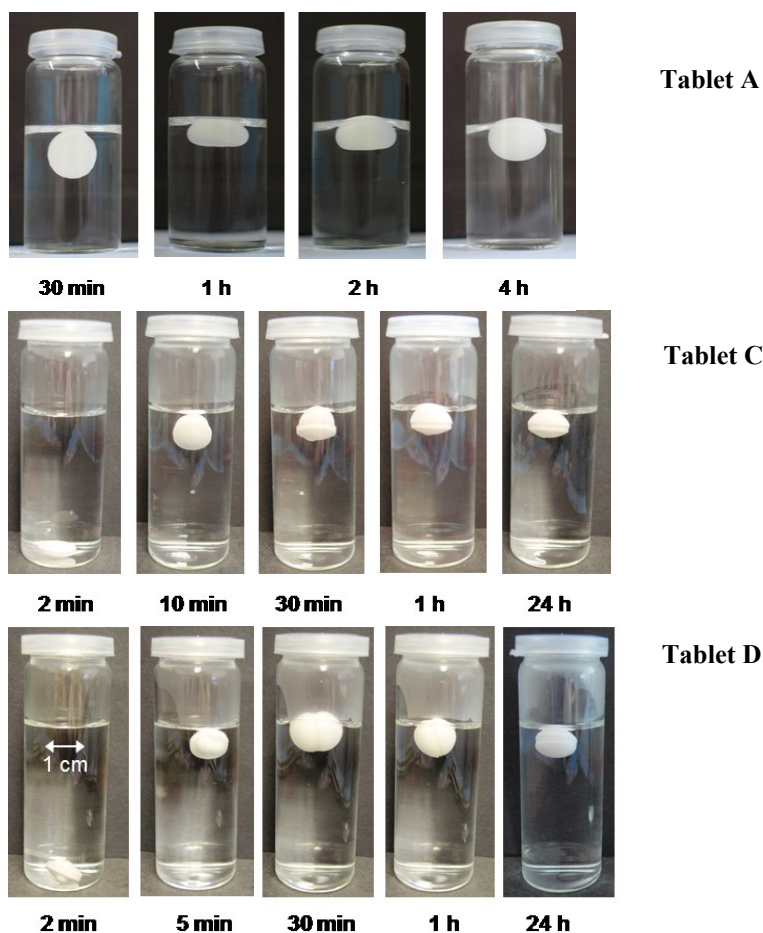 Tablet A
30 min 1 h 2 h 4 h
Tablet C
2 min 10 min 30 min 1 h 24 h
Tablet D
1 cm
2 min 5 min 30 min 1 h 24 h